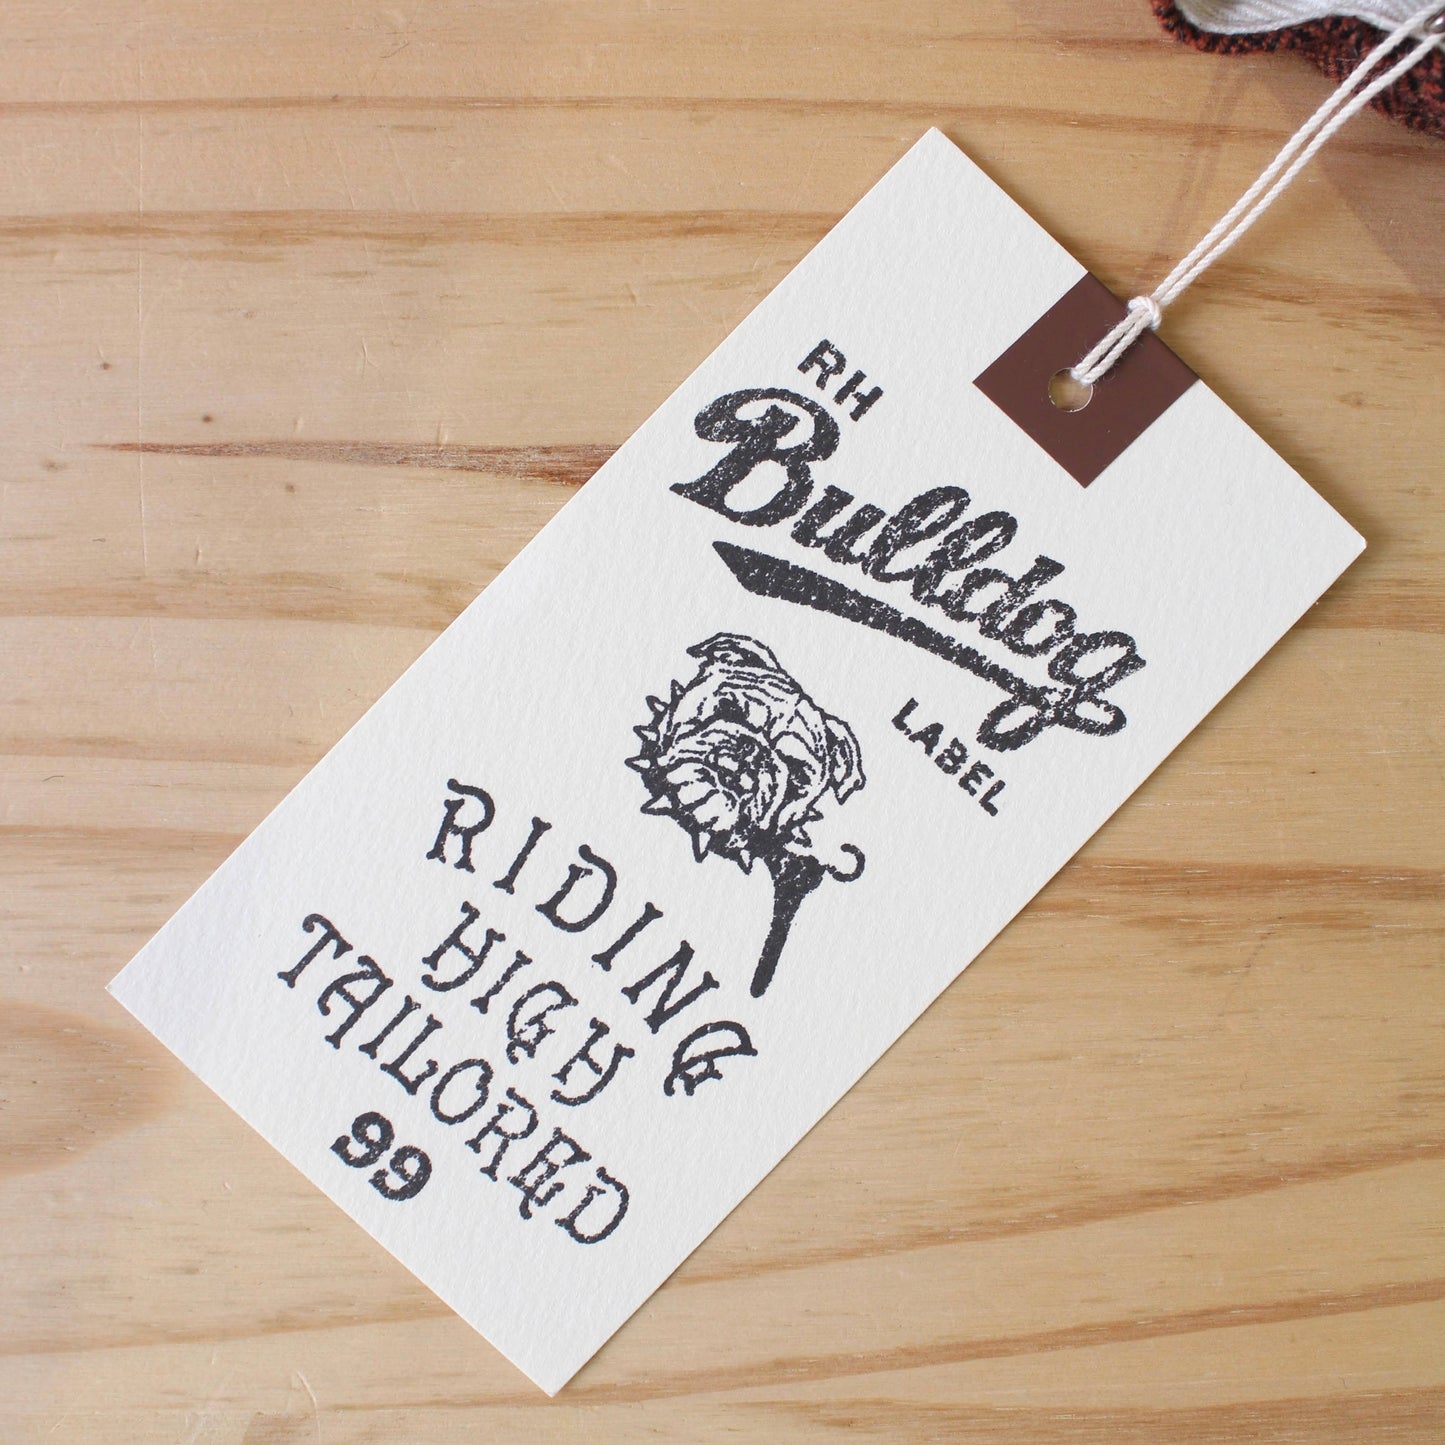 RH
Bulldog
LABEL
RIDING
HIGH
TAILORED
99